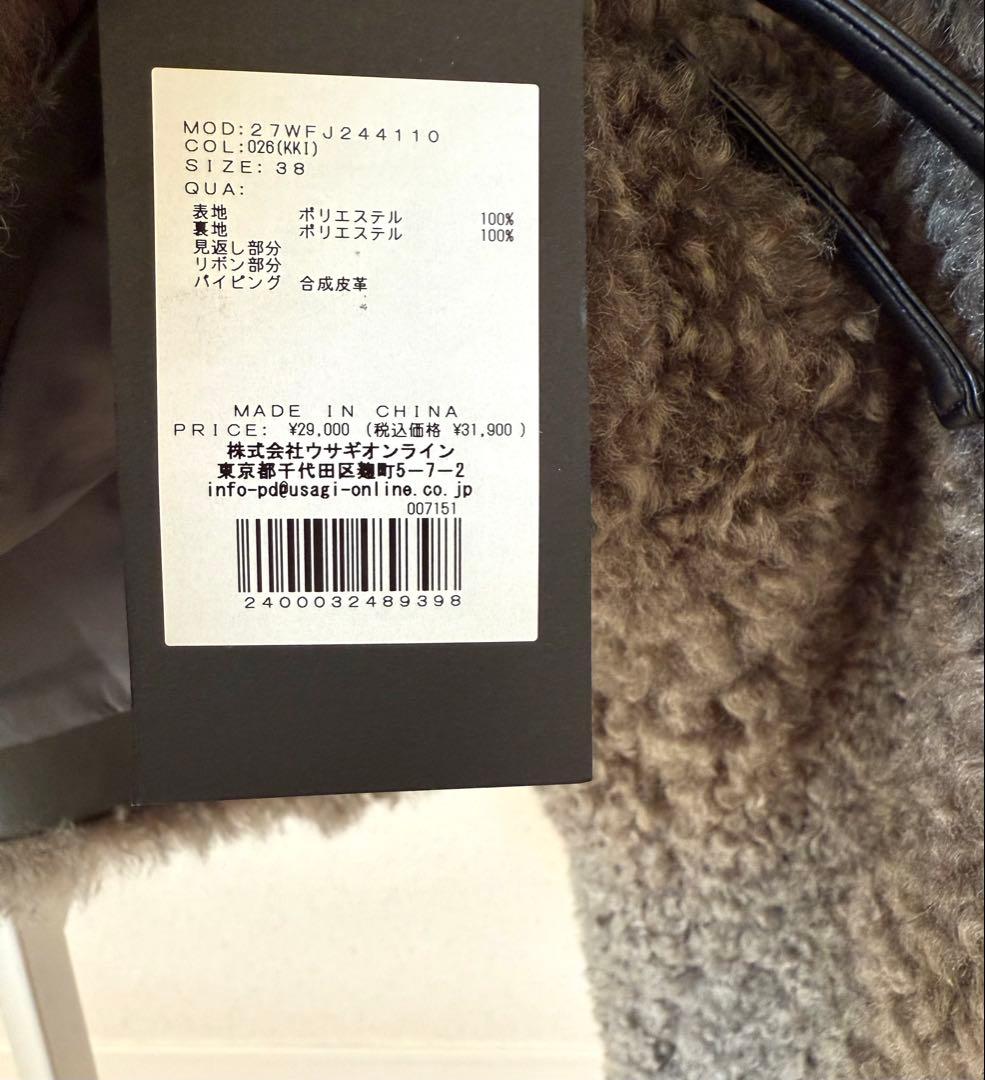 MOD:27WFJ244110
COL:026(KKI)
SIZE:38
QUA:
表地 ポリエステル 100%
裏地 ポリエステル 100%
見返し部分
リボン部分
パイピング 合成皮革
MADE IN CHINA
PRICE: ¥29,000 (税込価格 ¥31,900 )
株式会社ウサギオンライン
東京都千代田区麹町5−7−2
info-pd@usagi-online.co.jp
007151
2400032489398